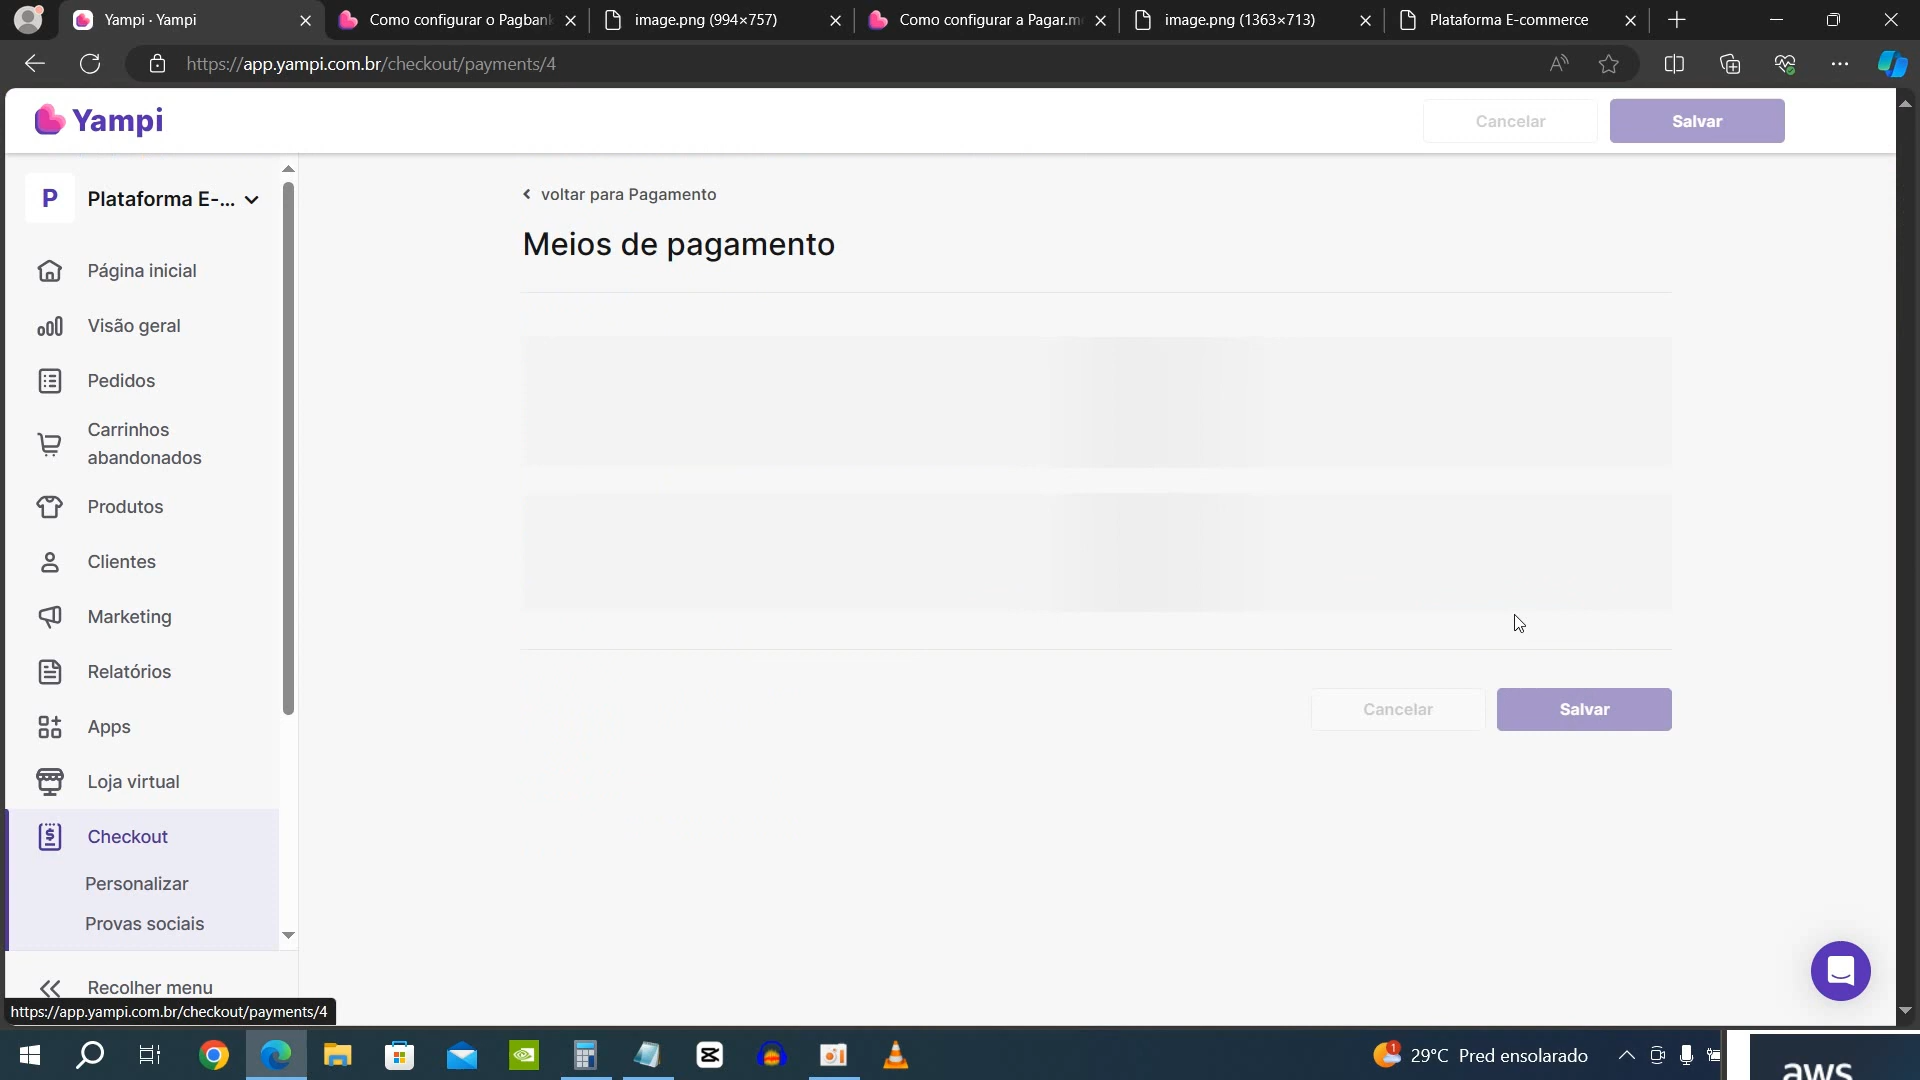 Yampi · Yampi
Como configurar o Pagbank
image.png (994×757)
Como configurar a Pagar.m
image.png (1363×713)
Plataforma E-commerce
https://app.yampi.com.br/checkout/payments/4
Yampi
Cancelar
Salvar
P
Plataforma E-...
voltar para Pagamento
Meios de pagamento
Página inicial
Visão geral
Pedidos
Carrinhos
abandonados
Produtos
Clientes
Marketing
Relatórios
Apps
Loja virtual
Checkout
Personalizar
Provas sociais
Cancelar
Salvar
Recolher menu
https://app.yampi.com.br/checkout/payments/4
1
29°C Pred ensolarado
aws